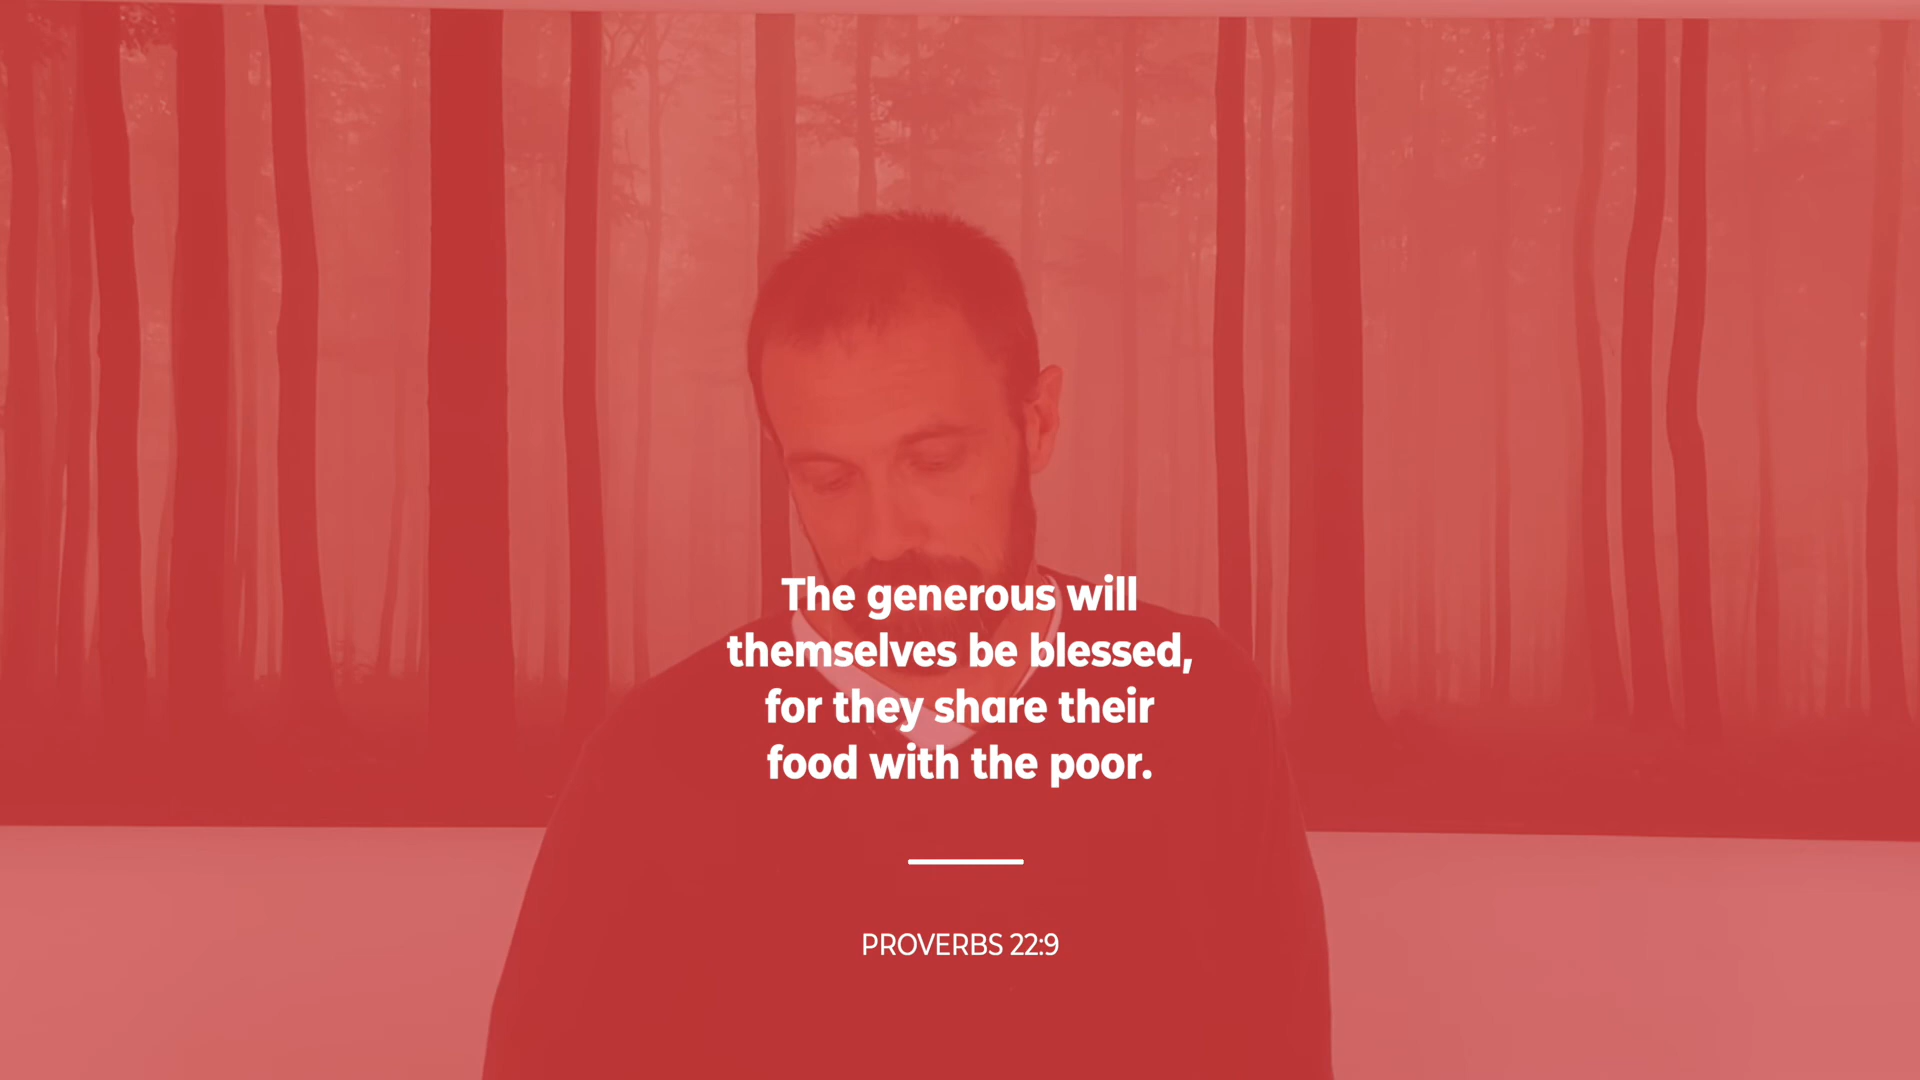 The generous will
themselves be blessed,
for they share their
food with the poor.
PROVERBS 22:9